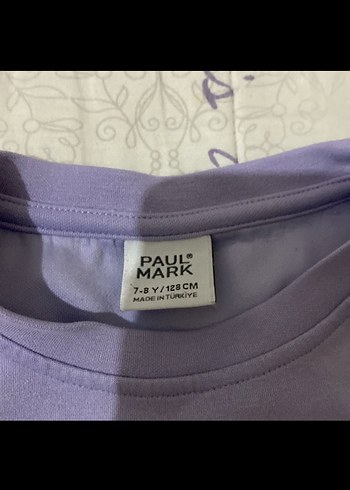 PAUL®
MARK
7-8 Y / 128 CM
MADE IN TÜRKİYE